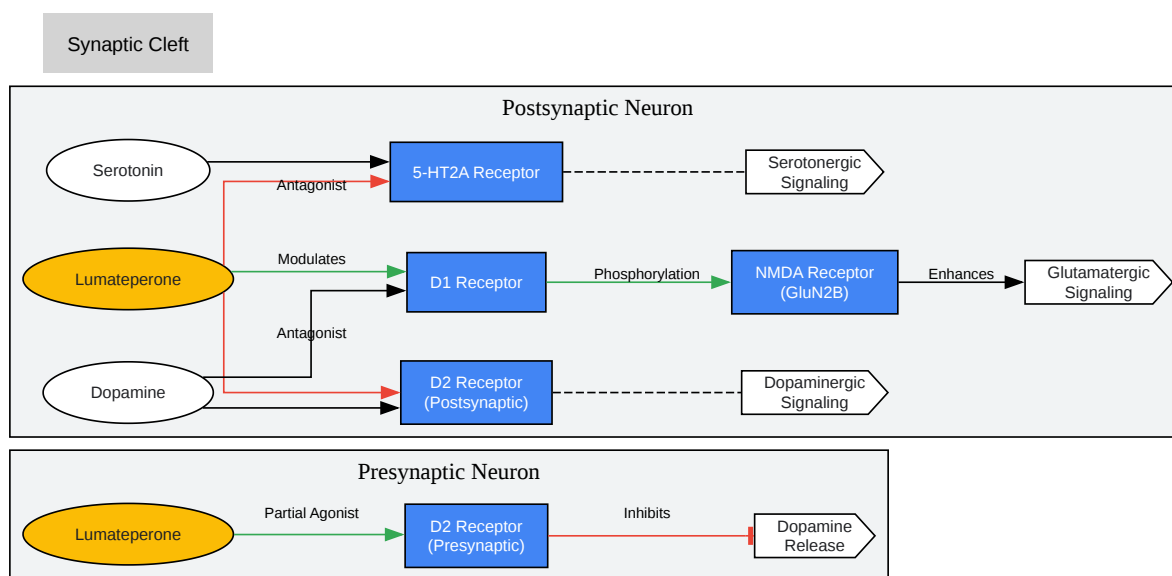 Synaptic Cleft
Postsynaptic Neuron
Serotonin
Antagonist
5-HT2A Receptor
Serotonergic
Signaling
Lumateperone
Modulates
D1 Receptor
Phosphorylation
NMDA Receptor
(GluN2B)
Enhances
Glutamatergic
Signaling
Antagonist
Dopamine
D2 Receptor
(Postsynaptic)
Dopaminergic
Signaling
Presynaptic Neuron
Lumateperone
Partial Agonist
D2 Receptor
(Presynaptic)
Inhibits
Dopamine
Release